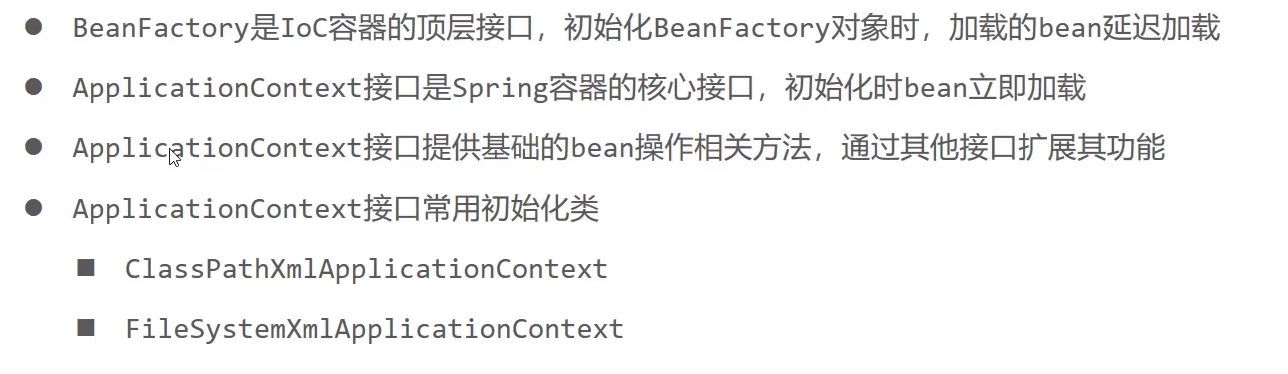 ● BeanFactory是IoC容器的顶层接口，初始化BeanFactory对象时，加载的bean延迟加载
● ApplicationContext接口是Spring容器的核心接口，初始化时bean立即加载
● ApplicationContext接口提供基础的bean操作相关方法，通过其他接口扩展其功能
● ApplicationContext接口常用初始化类
■ ClassPathXmlApplicationContext
■ FileSystemXmlApplicationContext